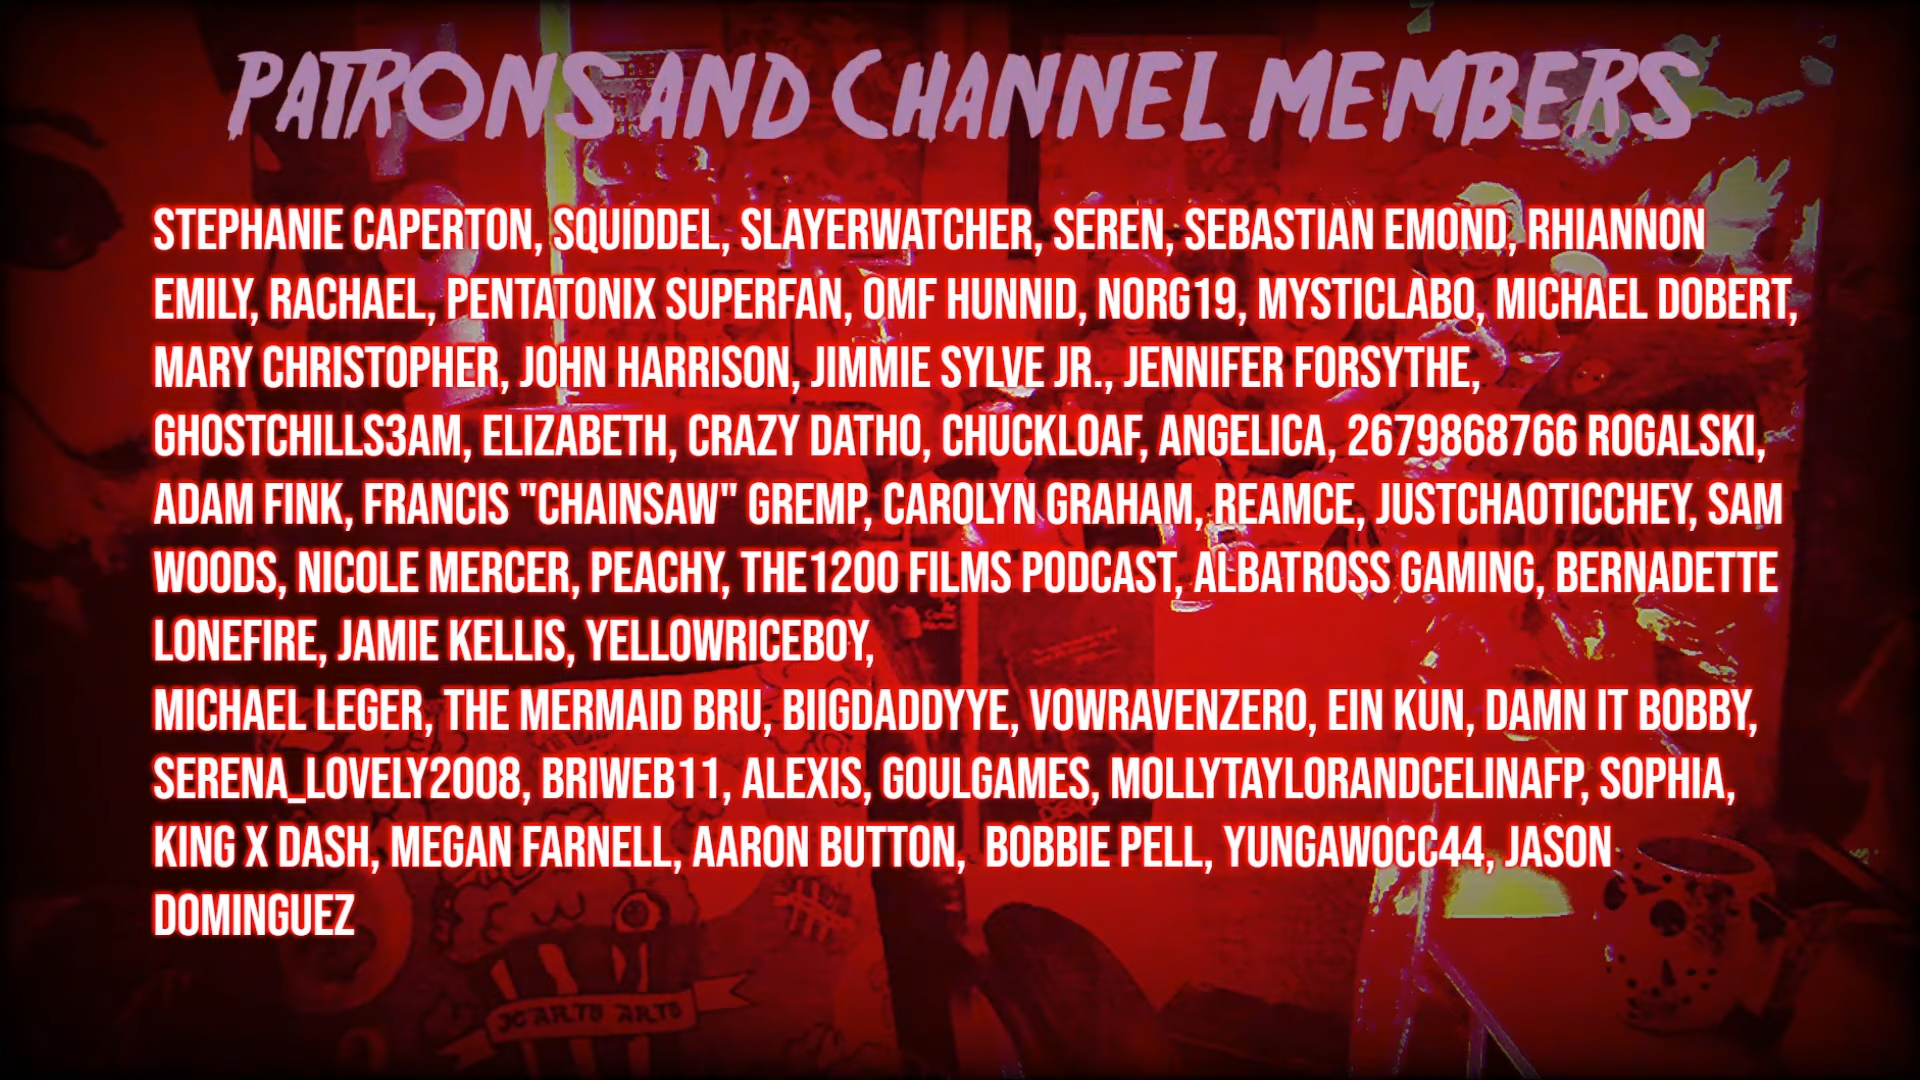 PATRONS AND CHANNEL MEMBERS
STEPHANIE CAPERTON, SQUIDDEL, SLAYERWATCHER, SEREN, SEBASTIAN EMOND, RHIANNON
EMILY, RACHAEL, PENTATONIX SUPERFAN, OMF HUNNID, NORG19, MYSTICLABO, MICHAEL DOBERT,
MARY CHRISTOPHER, JOHN HARRISON, JIMMIE SYLVE JR., JENNIFER FORSYTHE,
GHOSTCHILLS3AM, ELIZABETH, CRAZY DATHO, CHUCKLOAF, ANGELICA, 2679868766 ROGALSKI,
ADAM FINK, FRANCIS "CHAINSAW" GREMP, CAROLYN GRAHAM, REAMCE, JUSTCHAOTICCHEY, SAM
WOODS, NICOLE MERCER, PEACHY, THE1200 FILMS PODCAST, ALBATROSS GAMING, BERNADETTE
LONEFIRE, JAMIE KELLIS, YELLOWRICEBOY,
MICHAEL LEGER, THE MERMAID BRU, BIIGDADDYYE, VOWRAVENZERO, EIN KUN, DAMN IT BOBBY,
SERENA_LOVELY2008, BRIWEB11, ALEXIS, GOULGAMES, MOLLYTAYLORANDCELINAFP, SOPHIA,
KING X DASH, MEGAN FARNELL, AARON BUTTON, BOBBIE PELL, YUNGAWOCC44, JASON
DOMINGUEZ
ARTS